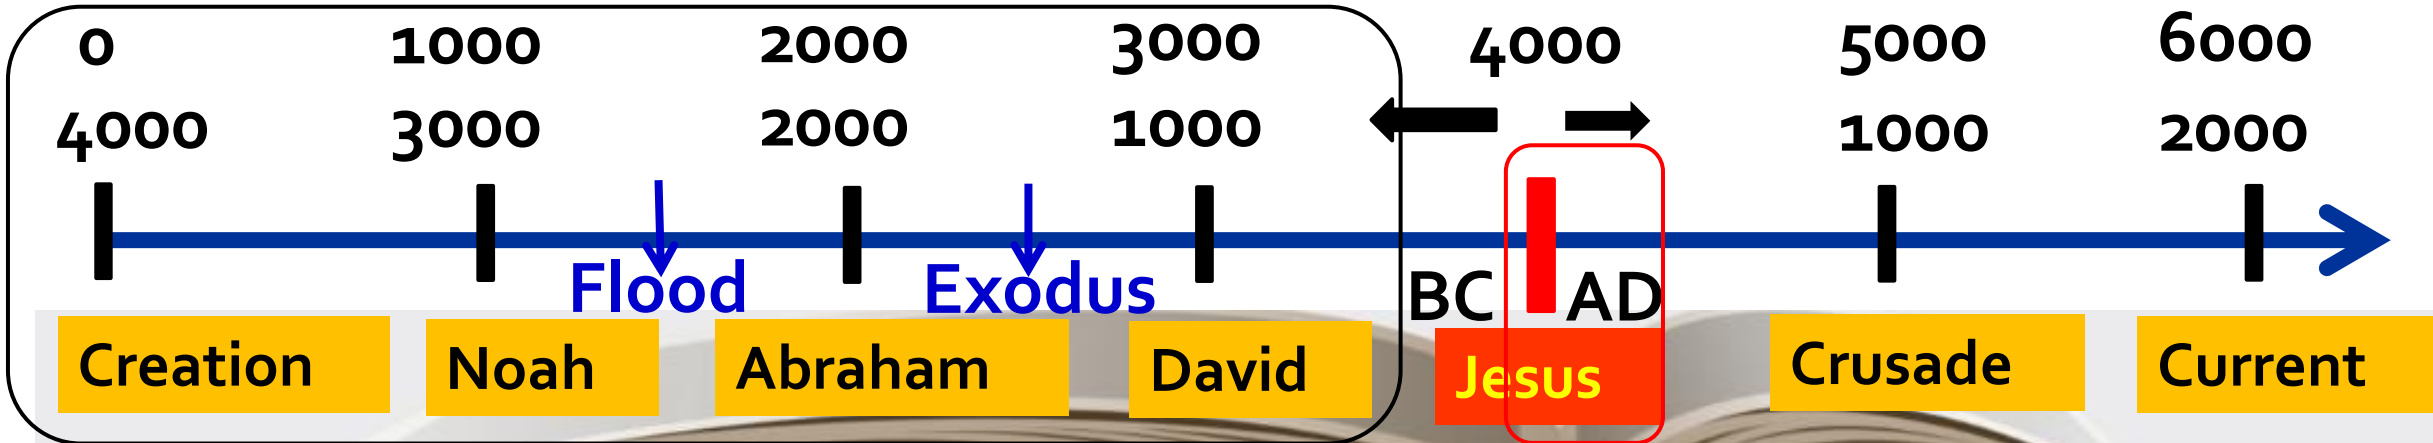 0 1000 2000 3000 4000 5000 6000
4000 3000 2000 1000 1000 2000
Flood Exodus BC AD
Creation Noah Abraham David Jesus Crusade Current